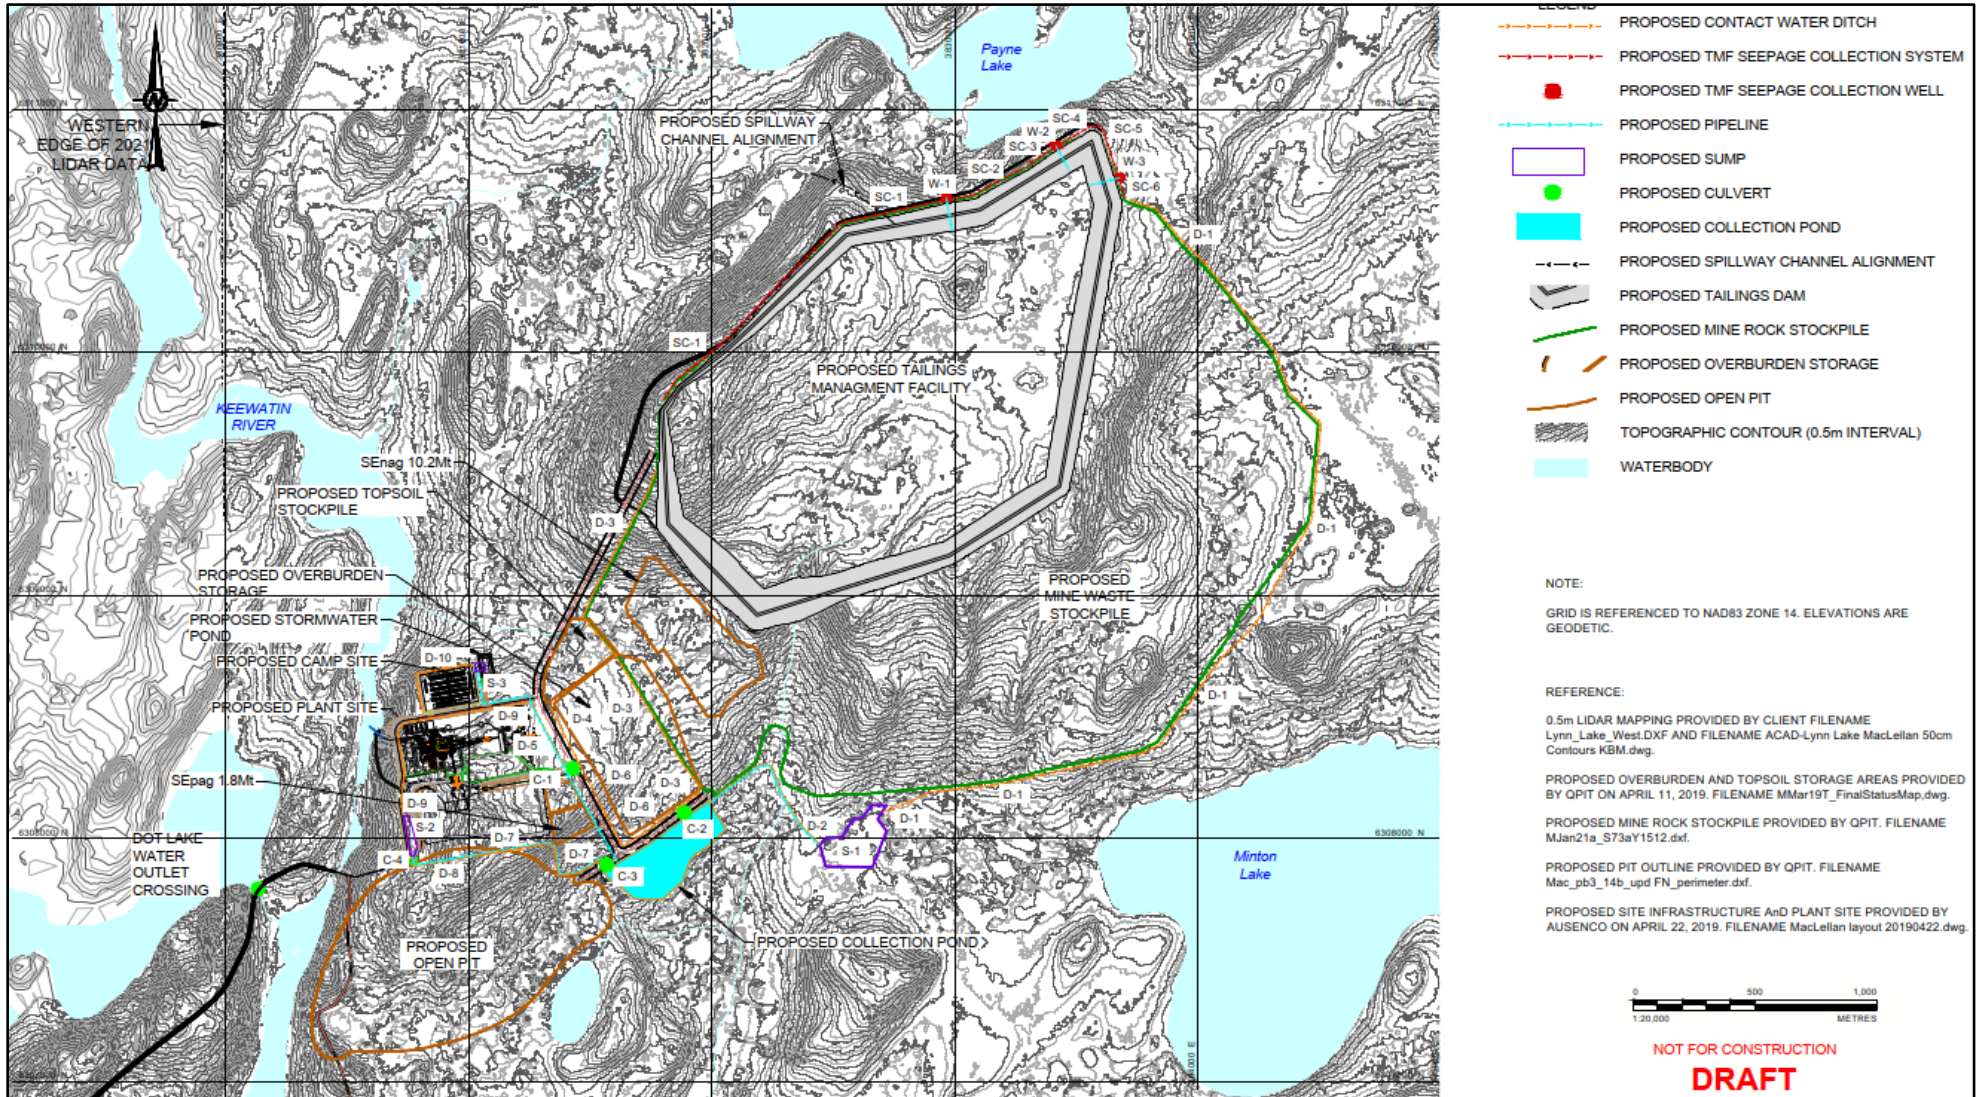 Payne
Lake
WESTERN
EDGE OF 2021
LIDAR DATA
PROPOSED SPILLWAY
CHANNEL ALIGNMENT
SC-4
W-2
SC-3
SC-5
W-3
SC-2
SC-6
W-1
SC-1
D-1
SC-1
PROPOSED TAILINGS
MANAGMENT FACILITY
KEEWATIN
RIVER
SEnag 10.2Mt
PROPOSED TOPSOIL
STOCKPILE
D-3
D-1
PROPOSED OVERBURDEN
STORAGE
PROPOSED
MINE WASTE
STOCKPILE
PROPOSED STORMWATER
POND
PROPOSED CAMP SITE
D-10
S-3
PROPOSED PLANT SITE
D-9
D-4
D-3
D-1
D-5
SEpag 1.8Mt
C-1
D-6
D-3
D-9
D-6
D-1
S-2
D-7
C-2
D-2
D-1
S-1
6308000 N
DOT LAKE
WATER
OUTLET
CROSSING
C-4
D-8
D-7
C-3
Minton
Lake
PROPOSED
OPEN PIT
PROPOSED COLLECTION POND
PROPOSED CONTACT WATER DITCH
PROPOSED TMF SEEPAGE COLLECTION SYSTEM
PROPOSED TMF SEEPAGE COLLECTION WELL
PROPOSED PIPELINE
PROPOSED SUMP
PROPOSED CULVERT
PROPOSED COLLECTION POND
PROPOSED SPILLWAY CHANNEL ALIGNMENT
PROPOSED TAILINGS DAM
PROPOSED MINE ROCK STOCKPILE
PROPOSED OVERBURDEN STORAGE
PROPOSED OPEN PIT
TOPOGRAPHIC CONTOUR (0.5m INTERVAL)
WATERBODY
NOTE:
GRID IS REFERENCED TO NAD83 ZONE 14. ELEVATIONS ARE
GEODETIC.
REFERENCE:
0.5m LIDAR MAPPING PROVIDED BY CLIENT FILENAME
Lynn_Lake_West.DXF AND FILENAME ACAD-Lynn Lake MacLellan 50cm
Contours KBM.dwg.
PROPOSED OVERBURDEN AND TOPSOIL STORAGE AREAS PROVIDED
BY QPIT ON APRIL 11, 2019. FILENAME MMar19T_FinalStatusMap,dwg.
PROPOSED MINE ROCK STOCKPILE PROVIDED BY QPIT. FILENAME
MJan21a_S73aY1512.dxf.
PROPOSED PIT OUTLINE PROVIDED BY QPIT. FILENAME
Mac_pb3_14b_upd FN_perimeter.dxf.
PROPOSED SITE INFRASTRUCTURE AnD PLANT SITE PROVIDED BY
AUSENCO ON APRIL 22, 2019. FILENAME MacLellan layout 20190422.dwg.
0 500 1,000
1:20,000 METRES
NOT FOR CONSTRUCTION
DRAFT